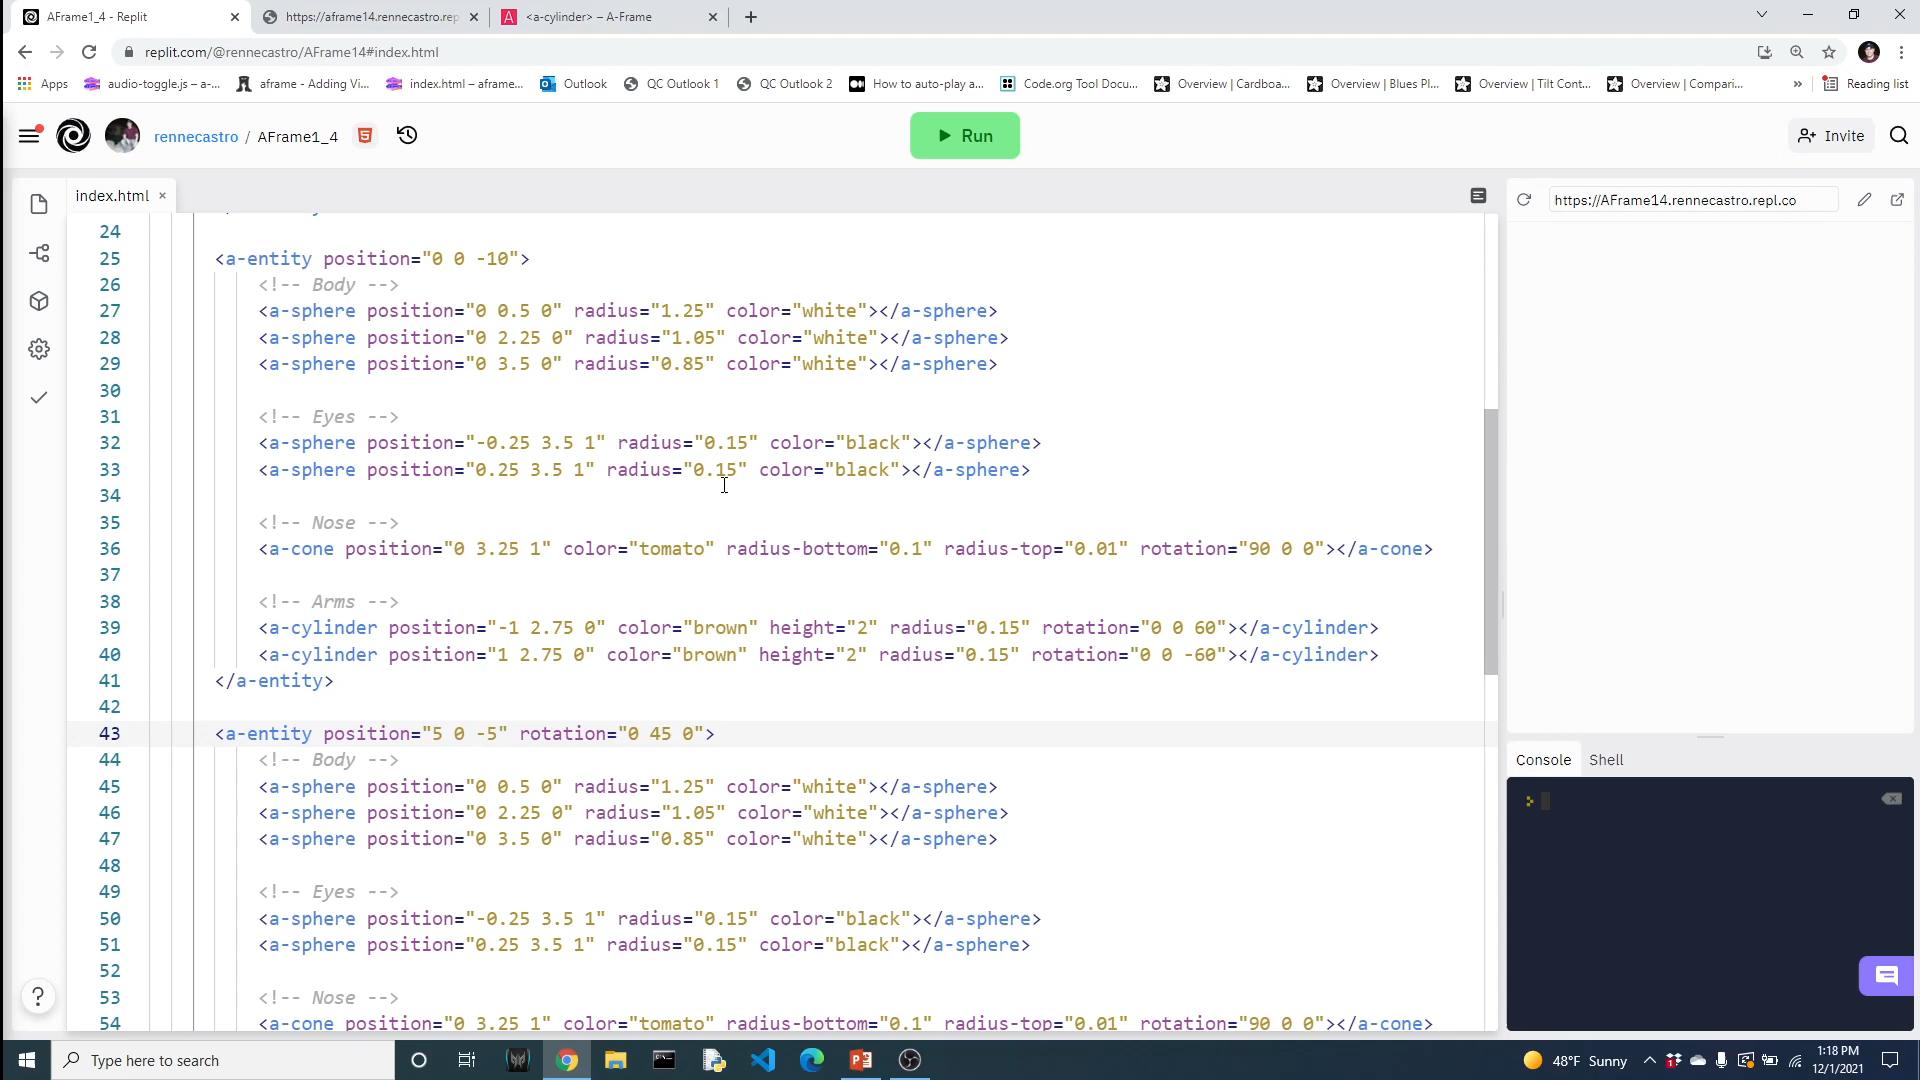 AFrame1_4 - Replit
https://aframe14.rennecastro.rep
<a-cylinder> – A-Frame
replit.com/@rennecastro/AFrame14#index.html
Apps
audio-toggle.js – a-...
aframe - Adding Vi...
index.html – aframe...
Outlook
QC Outlook 1
QC Outlook 2
How to auto-play a...
Code.org Tool Docu...
Overview | Cardboa...
Overview | Blues Pl...
Overview | Tilt Cont...
Overview | Compari...
»
Reading list
rennecastro / AFrame1_4
Run
Invite
index.html
https://AFrame14.rennecastro.repl.co
24
25 <a-entity position="0 0 -10">
26 <!-- Body -->
27 <a-sphere position="0 0.5 0" radius="1.25" color="white"></a-sphere>
28 <a-sphere position="0 2.25 0" radius="1.05" color="white"></a-sphere>
29 <a-sphere position="0 3.5 0" radius="0.85" color="white"></a-sphere>
30
31 <!-- Eyes -->
32 <a-sphere position="-0.25 3.5 1" radius="0.15" color="black"></a-sphere>
33 <a-sphere position="0.25 3.5 1" radius="0.15" color="black"></a-sphere>
34
35 <!-- Nose -->
36 <a-cone position="0 3.25 1" color="tomato" radius-bottom="0.1" radius-top="0.01" rotation="90 0 0"></a-cone>
37
38 <!-- Arms -->
39 <a-cylinder position="-1 2.75 0" color="brown" height="2" radius="0.15" rotation="0 0 60"></a-cylinder>
40 <a-cylinder position="1 2.75 0" color="brown" height="2" radius="0.15" rotation="0 0 -60"></a-cylinder>
41 </a-entity>
42
43 <a-entity position="5 0 -5" rotation="0 45 0">
44 <!-- Body -->
45 <a-sphere position="0 0.5 0" radius="1.25" color="white"></a-sphere>
46 <a-sphere position="0 2.25 0" radius="1.05" color="white"></a-sphere>
47 <a-sphere position="0 3.5 0" radius="0.85" color="white"></a-sphere>
48
49 <!-- Eyes -->
50 <a-sphere position="-0.25 3.5 1" radius="0.15" color="black"></a-sphere>
51 <a-sphere position="0.25 3.5 1" radius="0.15" color="black"></a-sphere>
52
53 <!-- Nose -->
54 <a-cone position="0 3.25 1" color="tomato" radius-bottom="0.1" radius-top="0.01" rotation="90 0 0"></a-cone>
Console Shell
?
Type here to search
48°F Sunny
1:18 PM
12/1/2021